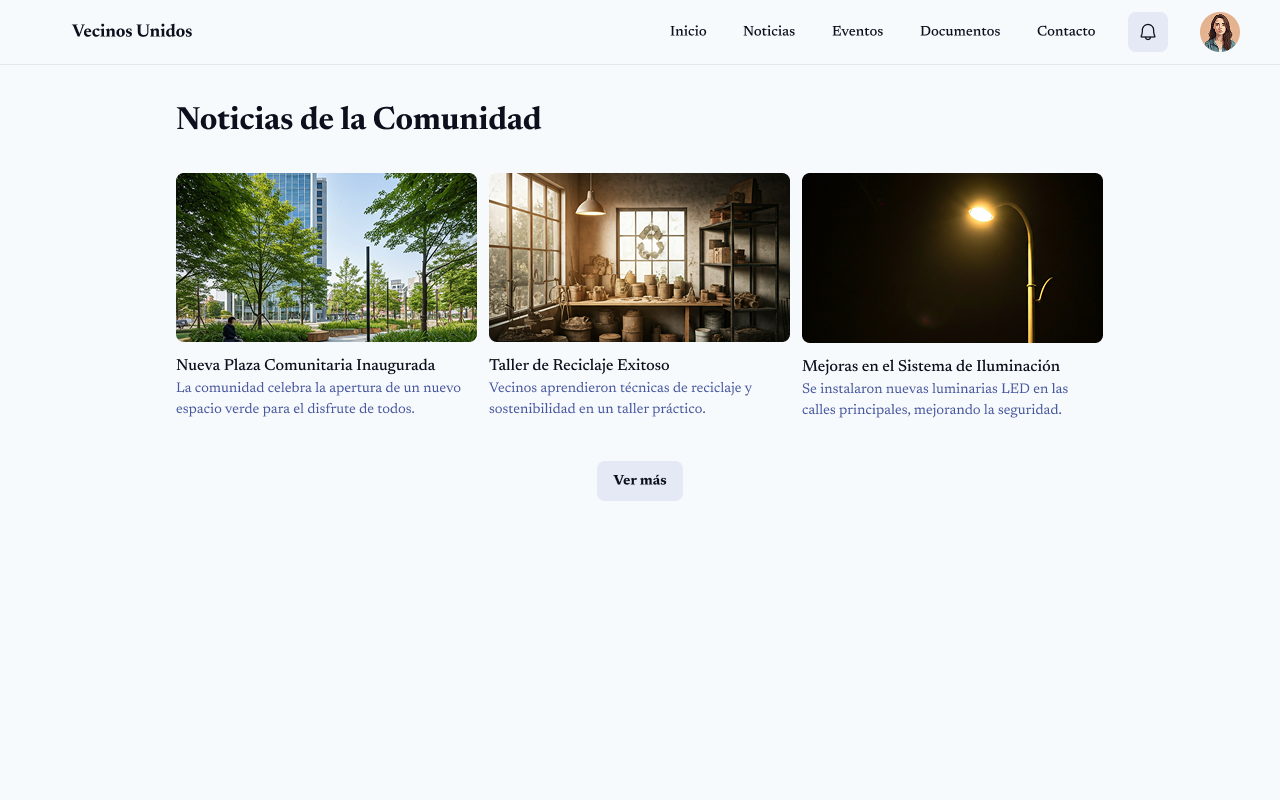 Vecinos Unidos
Inicio
Noticias
Eventos
Documentos
Contacto
Noticias de la Comunidad
Nueva Plaza Comunitaria Inaugurada
La comunidad celebra la apertura de un nuevo
espacio verde para el disfrute de todos.
Taller de Reciclaje Exitoso
Vecinos aprendieron técnicas de reciclaje y
sostenibilidad en un taller práctico.
Mejoras en el Sistema de Iluminación
Se instalaron nuevas luminarias LED en las
calles principales, mejorando la seguridad.
Ver más